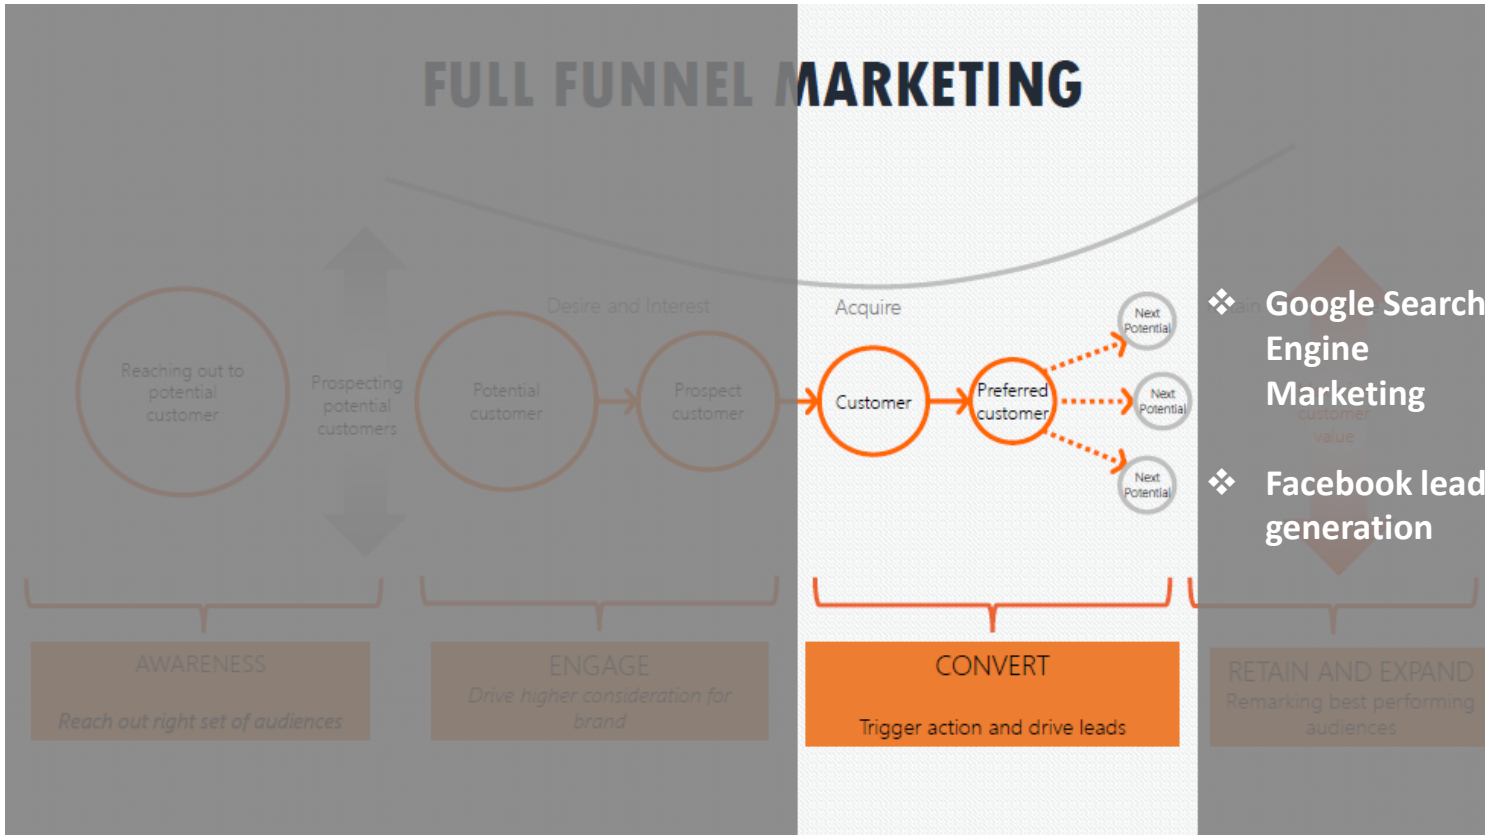 FULL FUNNEL MARKETING
Reaching out to
potential
customer
Prospecting
potential
customers
Desire and Interest
Potential
customer
Prospect
customer
Acquire
Customer
Preferred
customer
Next
Potential
Next
Potential
Next
Potential
❖ Google Search
Engine
Marketing
customer
value
❖ Facebook lead
generation
AWARENESS
Reach out right set of audiences
ENGAGE
Drive higher consideration for
brand
CONVERT
Trigger action and drive leads
RETAIN AND EXPAND
Remarking best performing
audiences